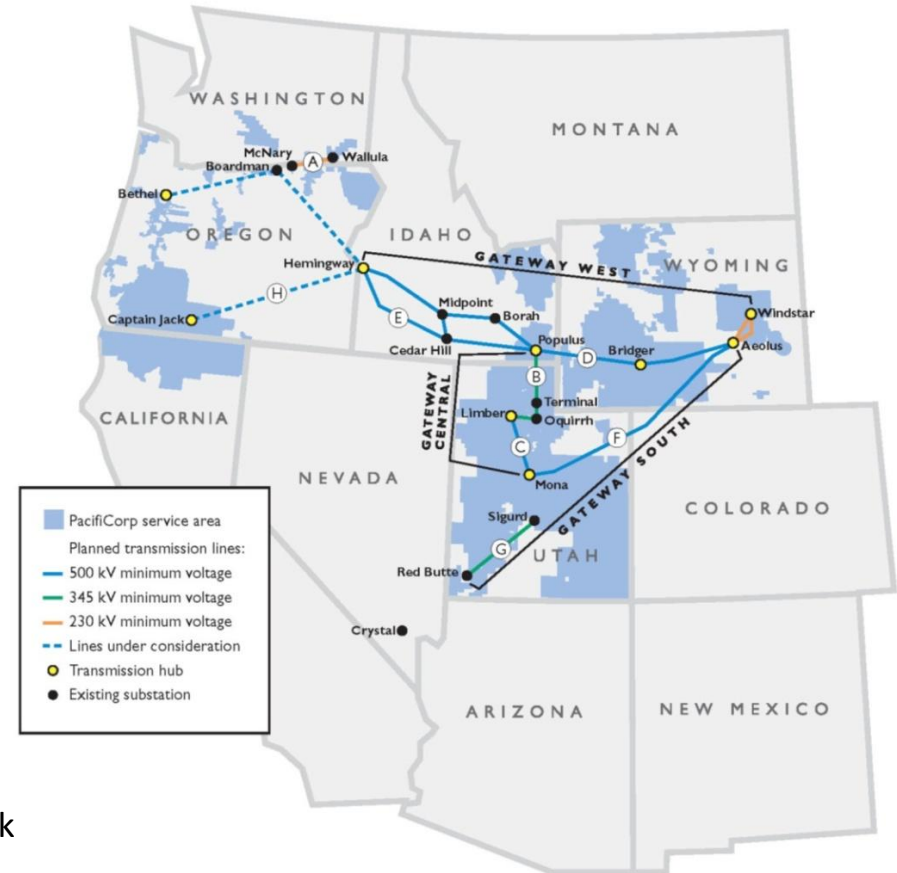 WASHINGTON
MONTANA
McNary
A
Wallula
Boardman
Bethel
OREGON
IDAHO
GATEWAY WEST
WYOMING
Hemingway
H
Captain Jack
E
Midpoint
Borah
Windstar
Cedar Hill
Populus
D
Bridger
Aeolus
B
CALIFORNIA
GATEWAY
CENTRAL
Terminal
Limber
Oquirrh
C
F
GATEWAY SOUTH
NEVADA
Mona
COLORADO
Sigurd
G
UTAH
Red Butte
Crystal
ARIZONA
NEW MEXICO
PacifiCorp service area
Planned transmission lines:
500 kV minimum voltage
345 kV minimum voltage
230 kV minimum voltage
Lines under consideration
Transmission hub
Existing substation
k